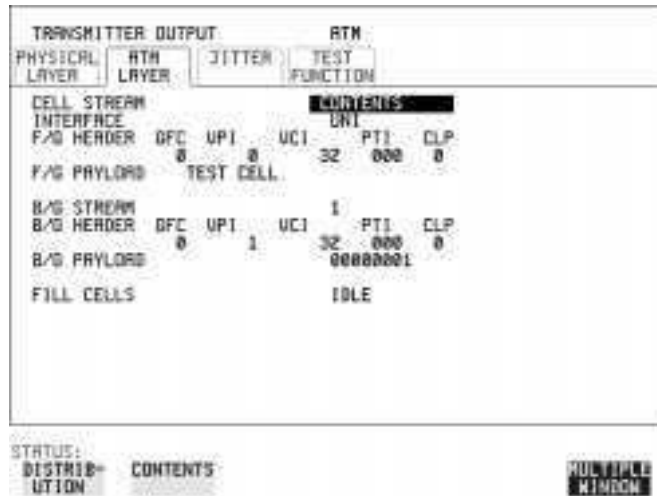 TRANSMITTER OUTPUT ATM
PHYSICAL LAYER ATM LAYER JITTER TEST FUNCTION
CELL STREAM CONTENTS
INTERFACE UNI
F/G HEADER GFC VPI VCI PTI CLP
0 0 32 000 0
F/G PAYLOAD TEST CELL
B/G STREAM 1
B/G HEADER GFC VPI VCI PTI CLP
0 1 32 000 0
B/G PAYLOAD 00000001
FILL CELLS IDLE
STATUS:
DISTRIB-
UTION
CONTENTS
MULTIPLE
WINDOW